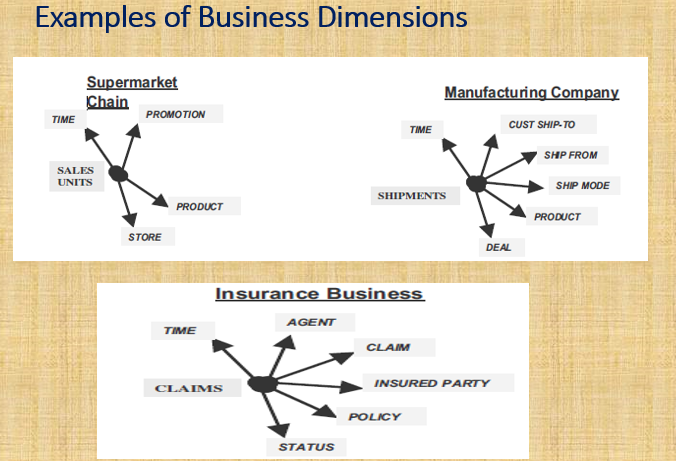 Examples of Business Dimensions
Supermarket
Chain
TIME
PROMOTION
SALES
UNITS
PRODUCT
STORE
Manufacturing Company
TIME
CUST SHIP-TO
SHIP FROM
SHIP MODE
SHIPMENTS
PRODUCT
DEAL
Insurance Business
TIME
AGENT
CLAIM
CLAIMS
INSURED PARTY
POLICY
STATUS